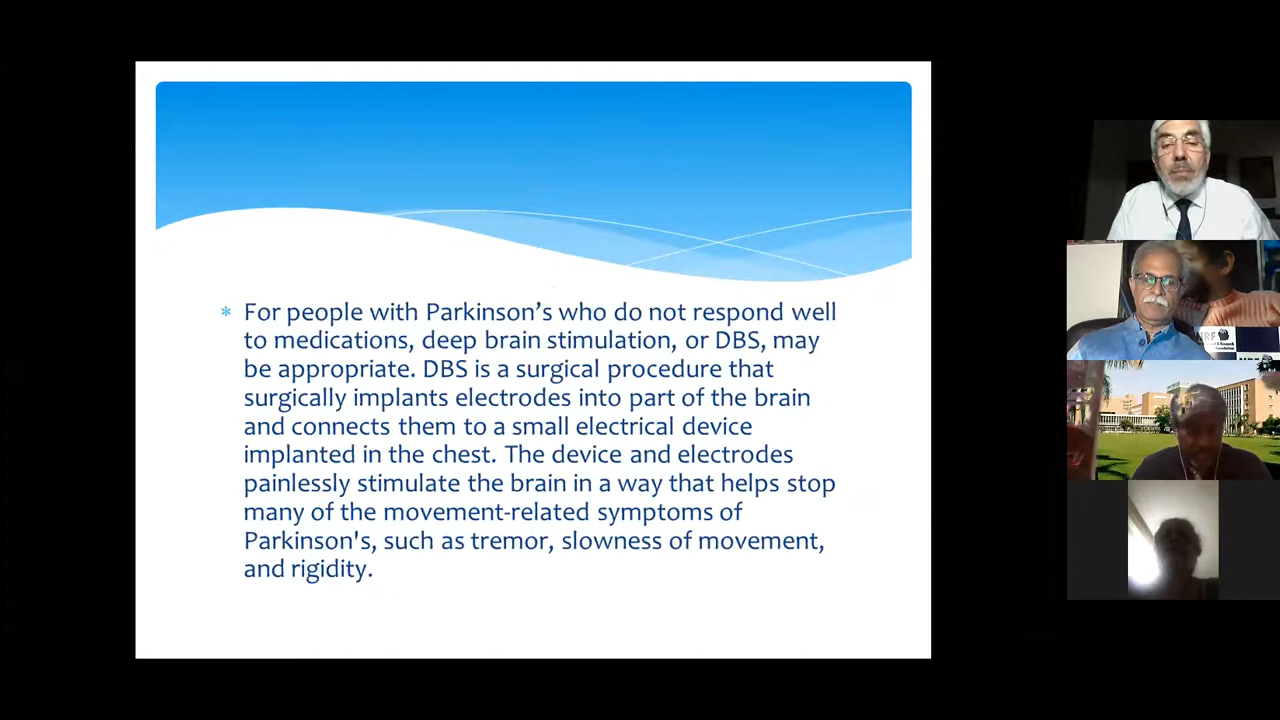 * For people with Parkinson’s who do not respond well
to medications, deep brain stimulation, or DBS, may
be appropriate. DBS is a surgical procedure that
surgically implants electrodes into part of the brain
and connects them to a small electrical device
implanted in the chest. The device and electrodes
painlessly stimulate the brain in a way that helps stop
many of the movement-related symptoms of
Parkinson's, such as tremor, slowness of movement,
and rigidity.
NRF
Foundation